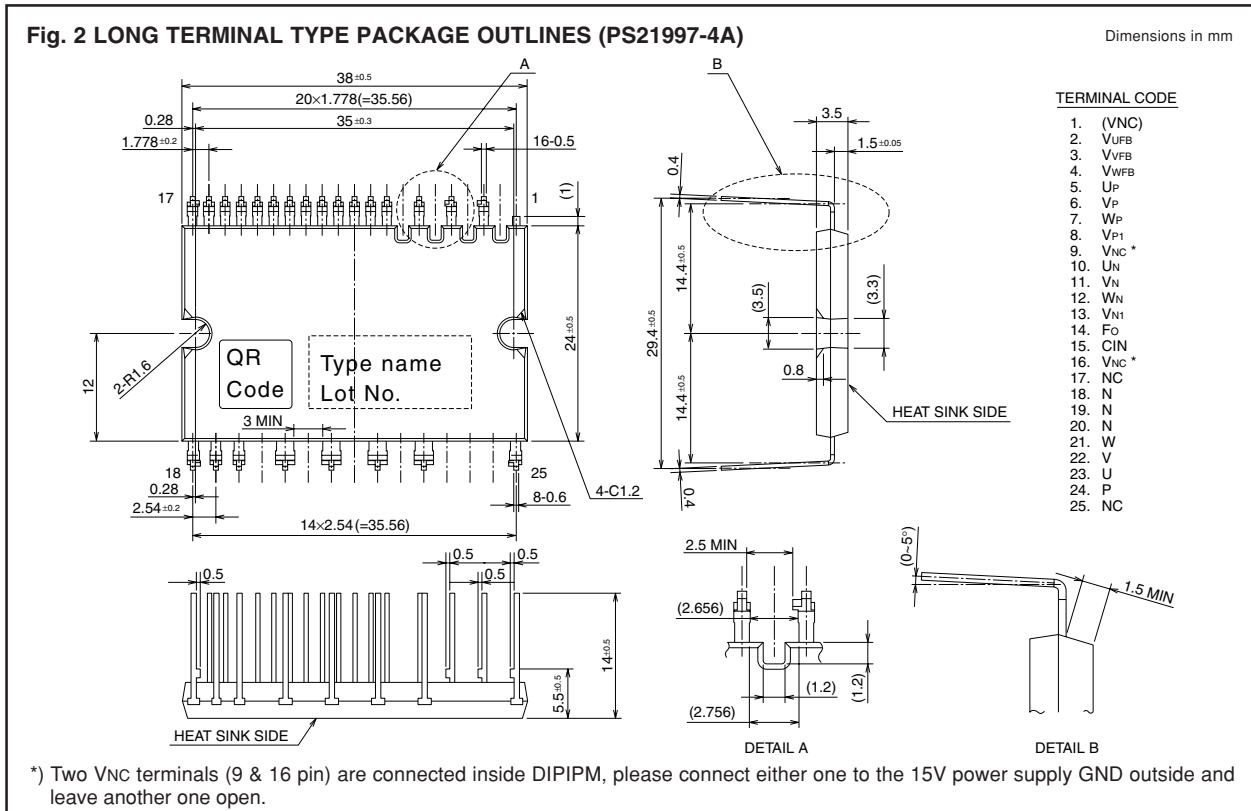 Fig. 2 LONG TERMINAL TYPE PACKAGE OUTLINES (PS21997-4A)
Dimensions in mm
A
B
38±0.5
20×1.778(=35.56)
35±0.3
0.28
1.778±0.2
16-0.5
17
1
(1)
2-R1.6
12
24±0.5
QR
Code
Type name
Lot No.
3 MIN
18
25
0.28
2.54±0.2
14×2.54(=35.56)
4-C1.2
8-0.6
3.5
1.5±0.05
0.4
29.4±0.5
14.4±0.5
14.4±0.5
(3.5)
(3.3)
0.8
0.4
HEAT SINK SIDE
TERMINAL CODE
1. (VNC)
2. VUFB
3. VVFB
4. VWFB
5. UP
6. VP
7. WP
8. VP1
9. VNC *
10. UN
11. VN
12. WN
13. VN1
14. FO
15. CIN
16. VNC *
17. NC
18. N
19. N
20. N
21. W
22. V
23. U
24. P
25. NC
0.5
0.5
0.5
0.5
14±0.5
5.5±0.5
HEAT SINK SIDE
2.5 MIN
(2.656)
(1.2)
(1.2)
(2.756)
DETAIL A
(0~5°)
1.5 MIN
DETAIL B
*) Two VNC terminals (9 & 16 pin) are connected inside DIPIPM, please connect either one to the 15V power supply GND outside and
leave another one open.